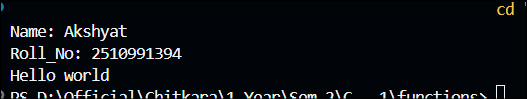 cd
Name: Akshyat
Roll_No: 2510991394
Hello world
PS D:\Official\Chitkara\1 Year\Sem 2\C 1\functions>